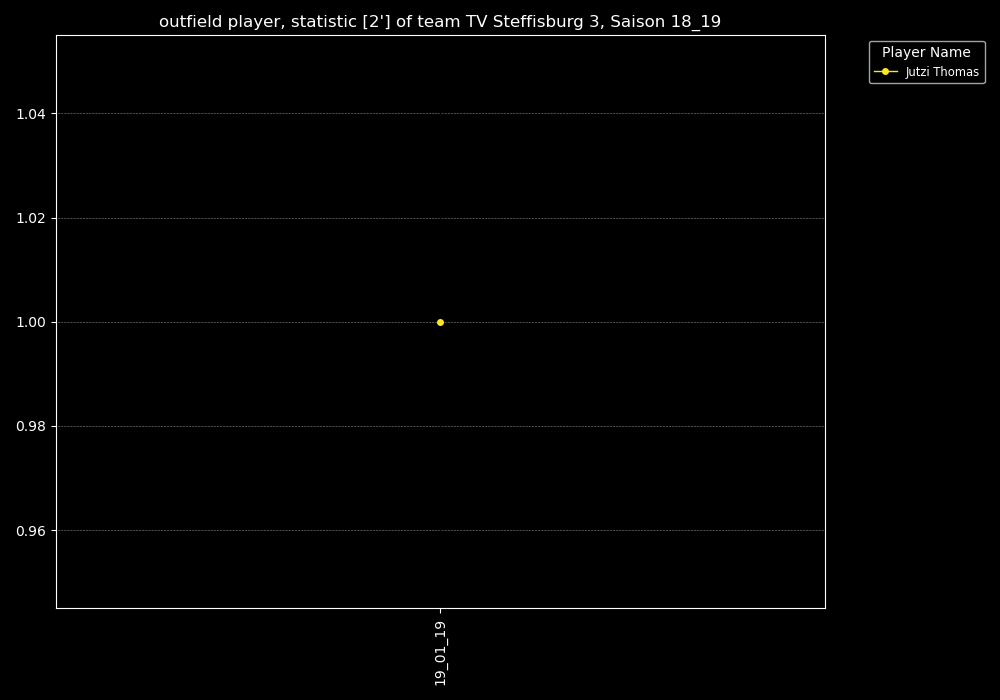 outfield player, statistic [2'] of team TV Steffisburg 3, Saison 18_19
Player Name
Jutzi Thomas
1.04
1.02
1.00
0.98
0.96
19_01_19